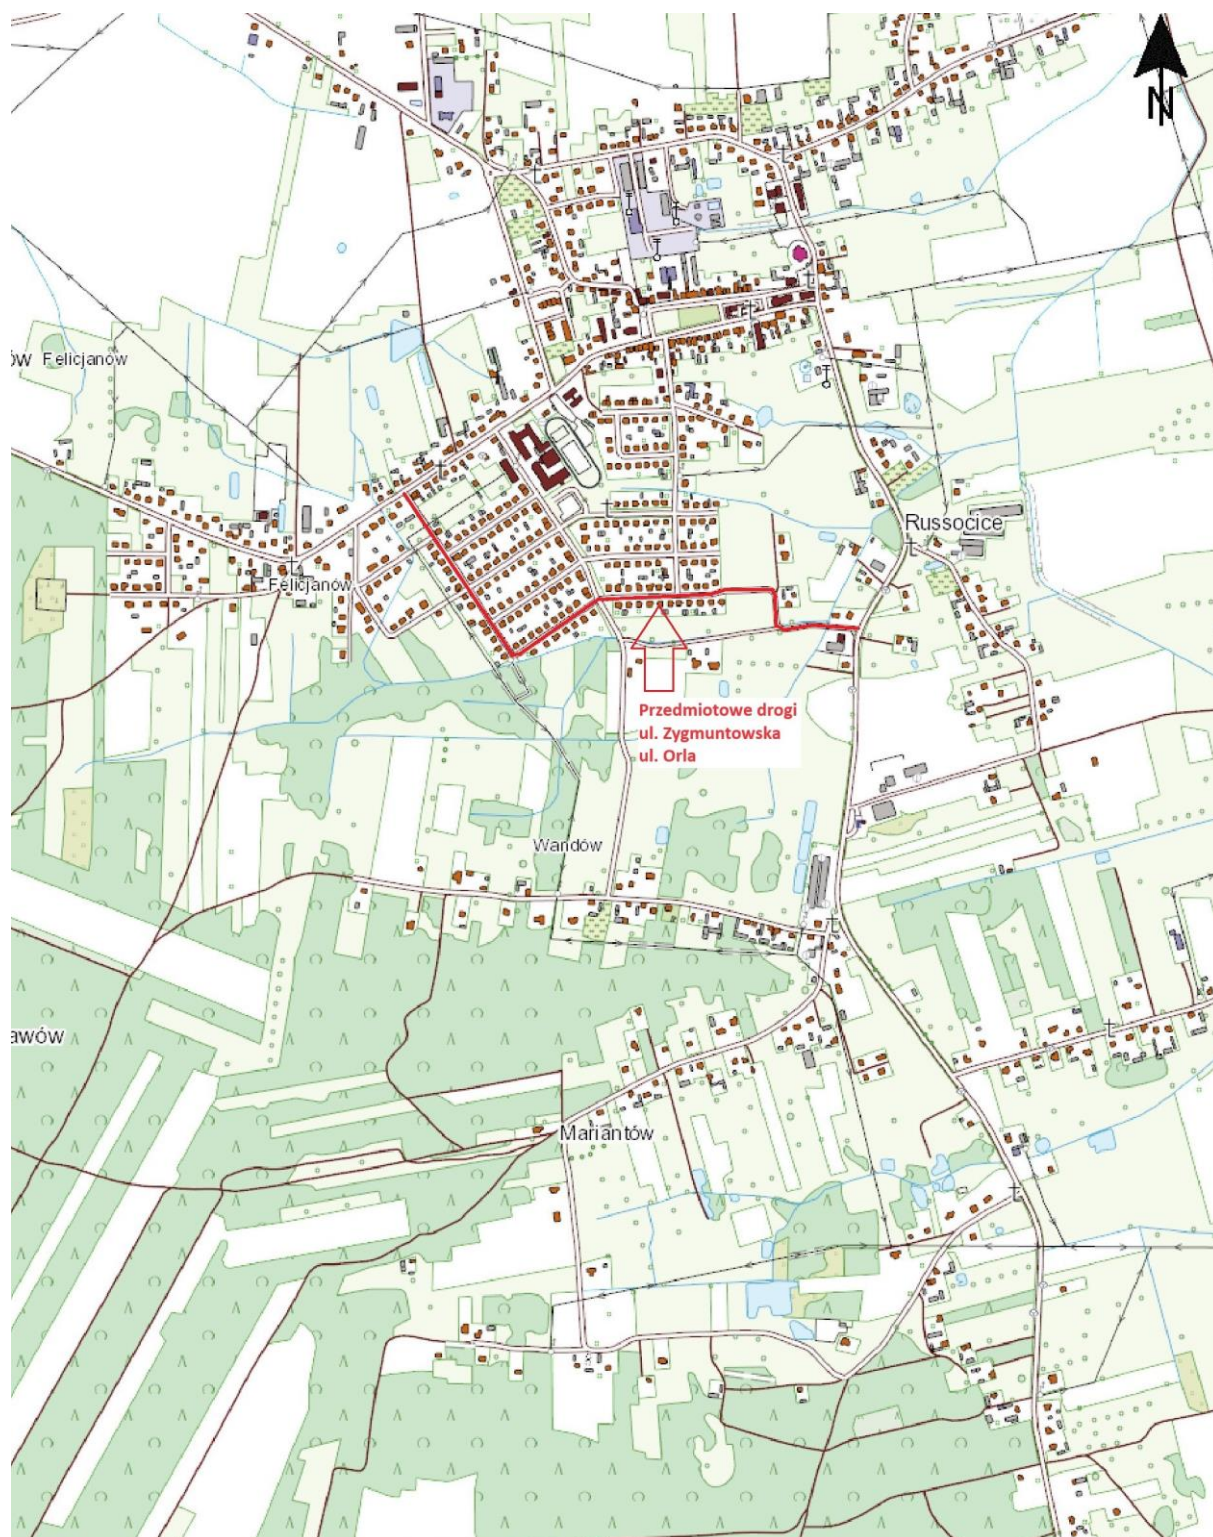 N
ów Felicjanów
Russocice
Felicjanów
Przedmiotowe drogi
ul. Zygmuntowska
ul. Orla
Wandów
awów
Mariantów